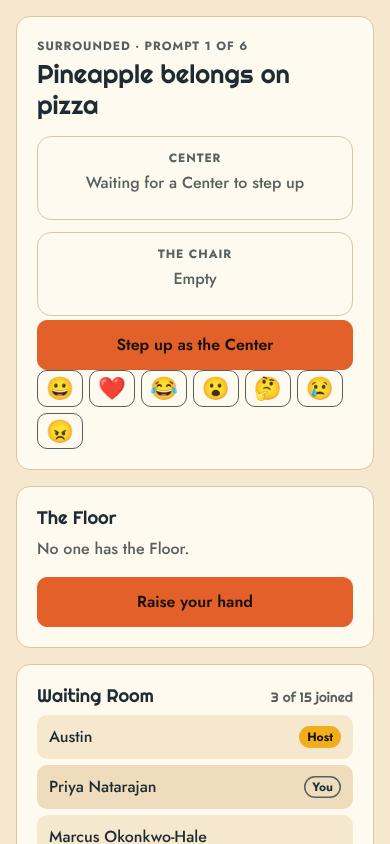 SURROUNDED · PROMPT 1 OF 6
Pineapple belongs on
pizza
CENTER
Waiting for a Center to step up
THE CHAIR
Empty
Step up as the Center
The Floor
No one has the Floor.
Raise your hand
Waiting Room
3 of 15 joined
Austin
Host
Priya Natarajan
You
Marcus Okonkwo-Hale